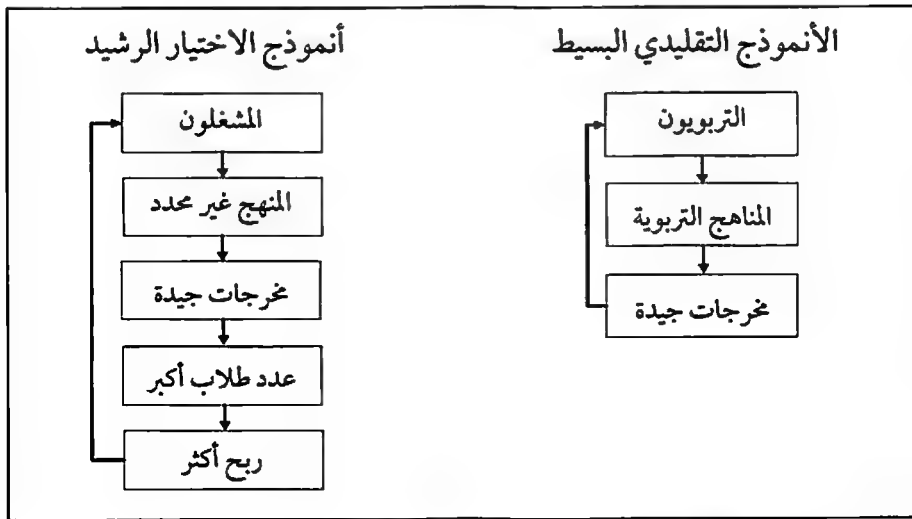 الأنموذج التقليدي البسيط
التربويون
المناهج التربوية
مخرجات جيدة
أنموذج الاختيار الرشيد
المشغلون
المنهج غير محدد
مخرجات جيدة
عدد طلاب أكبر
ربح أكثر